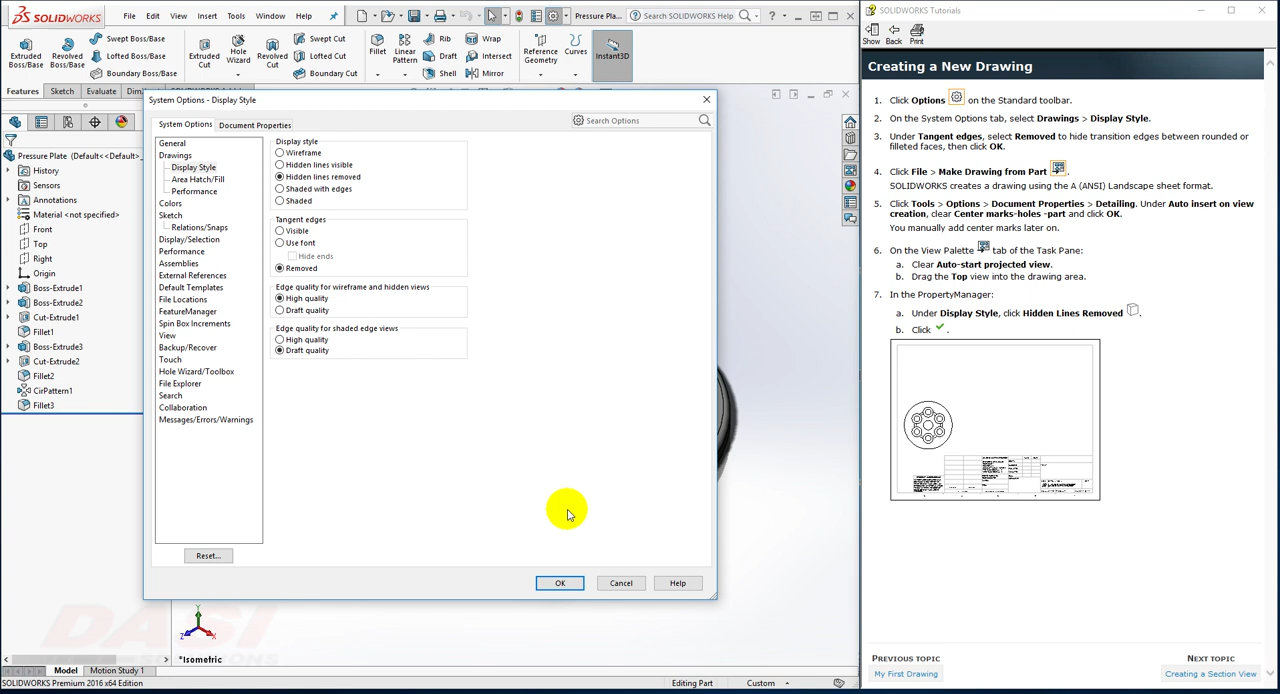 SOLIDWORKS File Edit View Insert Tools Window Help Pressure Pla... Search SOLIDWORKS Help
Extruded Boss/Base Revolved Boss/Base Swept Boss/Base Lofted Boss/Base Boundary Boss/Base Extruded Cut Hole Wizard Revolved Cut Swept Cut Lofted Cut Boundary Cut Fillet Linear Pattern Rib Draft Shell Wrap Intersect Mirror Reference Geometry Curves Instant3D
Features Sketch Evaluate
System Options - Display Style
System Options Document Properties Search Options
Pressure Plate (Default<<Default>_
History
Sensors
Annotations
Material <not specified>
Front
Top
Right
Origin
Boss-Extrude1
Boss-Extrude2
Cut-Extrude1
Fillet1
Boss-Extrude3
Cut-Extrude2
Fillet2
CirPattern1
Fillet3
General
Drawings
Display Style
Area Hatch/Fill
Performance
Colors
Sketch
Relations/Snaps
Display/Selection
Performance
Assemblies
External References
Default Templates
File Locations
FeatureManager
Spin Box Increments
View
Backup/Recover
Touch
Hole Wizard/Toolbox
File Explorer
Search
Collaboration
Messages/Errors/Warnings
Reset...
Display style
Wireframe
Hidden lines visible
Hidden lines removed
Shaded with edges
Shaded
Tangent edges
Visible
Use font
Hide ends
Removed
Edge quality for wireframe and hidden views
High quality
Draft quality
Edge quality for shaded edge views
High quality
Draft quality
OK Cancel Help
DASI
SOLUTIONS
Y
Z X
*Isometric
Model Motion Study 1
SOLIDWORKS Premium 2016 x64 Edition Editing Part Custom
SOLIDWORKS Tutorials
Show Back Print
Creating a New Drawing
1. Click Options on the Standard toolbar.
2. On the System Options tab, select Drawings > Display Style.
3. Under Tangent edges, select Removed to hide transition edges between rounded or
filleted faces, then click OK.
4. Click File > Make Drawing from Part .
SOLIDWORKS creates a drawing using the A (ANSI) Landscape sheet format.
5. Click Tools > Options > Document Properties > Detailing. Under Auto insert on view
creation, clear Center marks-holes -part and click OK.
You manually add center marks later on.
6. On the View Palette tab of the Task Pane:
a. Clear Auto-start projected view.
b. Drag the Top view into the drawing area.
7. In the PropertyManager:
a. Under Display Style, click Hidden Lines Removed .
b. Click .
PREVIOUS TOPIC NEXT TOPIC
My First Drawing Creating a Section View